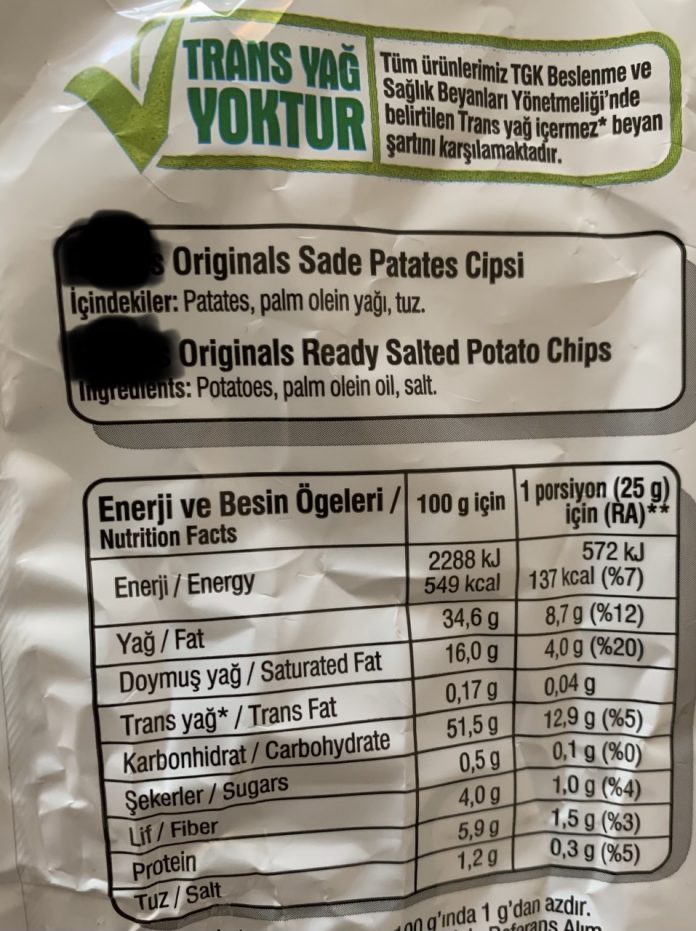 TRANS YAĞ
YOKTUR
Tüm ürünlerimiz TGK Beslenme ve
Sağlık Beyanları Yönetmeliği'nde
belirtilen Trans yağ içermez* beyan
şartını karşılamaktadır.
s Originals Sade Patates Cipsi
İçindekiler: Patates, palm olein yağı, tuz.
Originals Ready Salted Potato Chips
Ingredients: Potatoes, palm olein oil, salt.
Enerji ve Besin Ögeleri / 100 g için 1 porsiyon (25 g)
Nutrition Facts için (RA)**
Enerji / Energy 2288 kJ 572 kJ
549 kcal 137 kcal (%7)
Yağ / Fat 34,6 g 8,7 g (%12)
Doymuş yağ / Saturated Fat 16,0 g 4,0 g (%20)
Trans yağ* / Trans Fat 0,17 g 0,04 g
Karbonhidrat / Carbohydrate 51,5 g 12,9 g (%5)
Şekerler / Sugars 0,5 g 0,1 g (%0)
Lif / Fiber 4,0 g 1,0 g (%4)
Protein 5,9 g 1,5 g (%3)
Tuz / Salt 1,2 g 0,3 g (%5)
g'ında 1 g'dan azdır.